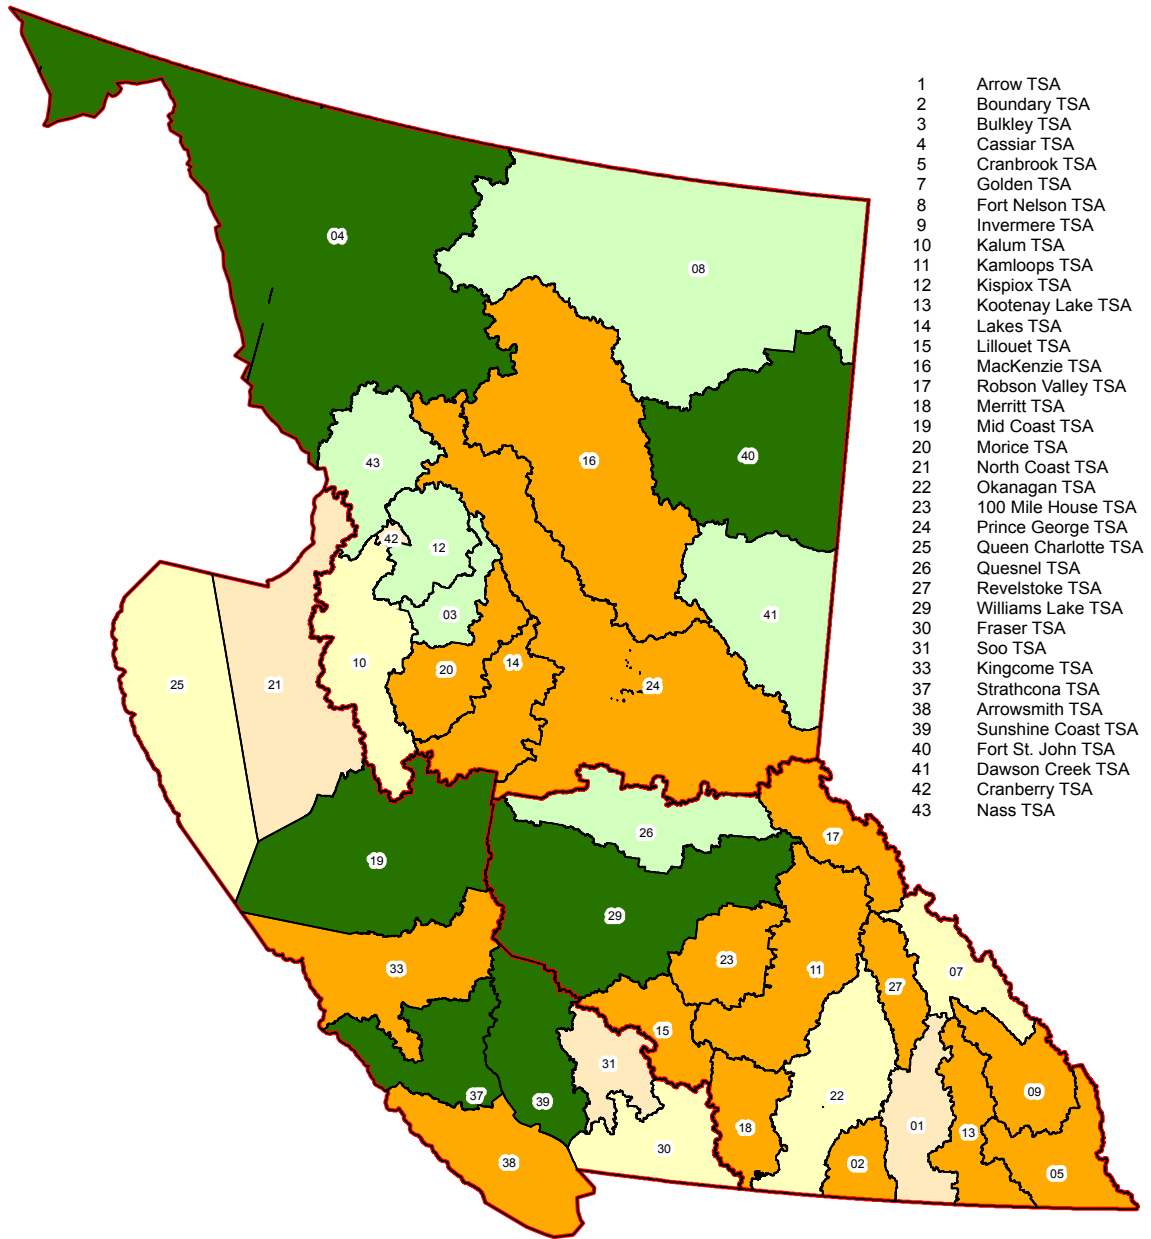 1 Arrow TSA
2 Boundary TSA
3 Bulkley TSA
4 Cassiar TSA
5 Cranbrook TSA
7 Golden TSA
8 Fort Nelson TSA
9 Invermere TSA
10 Kalum TSA
11 Kamloops TSA
12 Kispiox TSA
13 Kootenay Lake TSA
14 Lakes TSA
15 Lillouet TSA
16 MacKenzie TSA
17 Robson Valley TSA
18 Merritt TSA
19 Mid Coast TSA
20 Morice TSA
21 North Coast TSA
22 Okanagan TSA
23 100 Mile House TSA
24 Prince George TSA
25 Queen Charlotte TSA
26 Quesnel TSA
27 Revelstoke TSA
29 Williams Lake TSA
30 Fraser TSA
31 Soo TSA
33 Kingcome TSA
37 Strathcona TSA
38 Arrowsmith TSA
39 Sunshine Coast TSA
40 Fort St. John TSA
41 Dawson Creek TSA
42 Cranberry TSA
43 Nass TSA
04
08
40
16
43
42
12
03
41
10
20
14
24
25
21
26
17
19
29
33
23
11
27
07
15
31
37
39
22
09
18
01
13
30
38
02
05